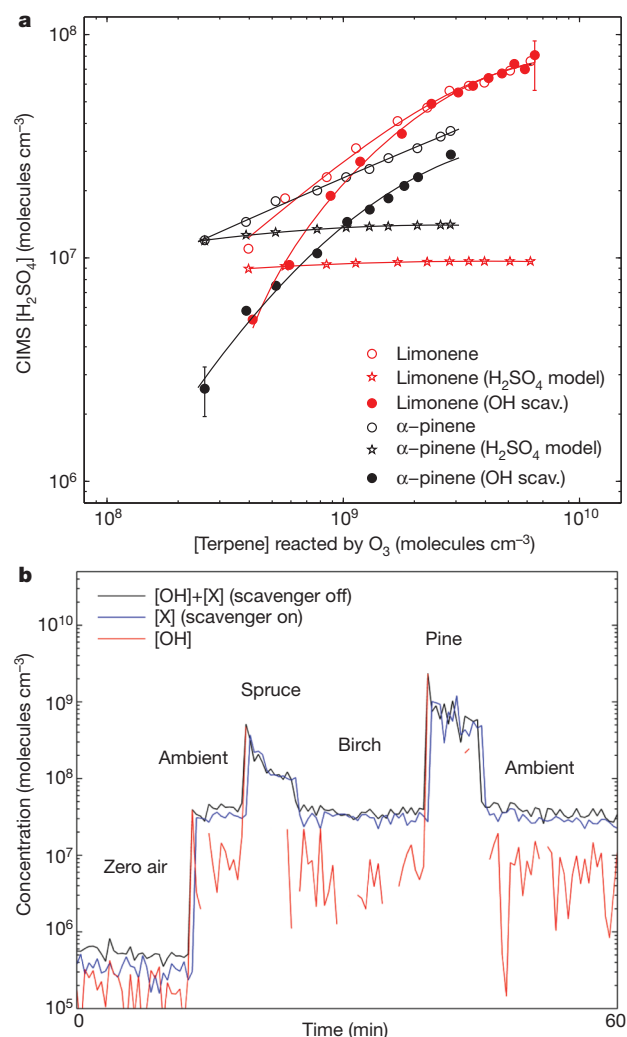 a
10⁸
10⁷
10⁶
CIMS [H₂SO₄] (molecules cm⁻³)
Limonene
Limonene (H₂SO₄ model)
Limonene (OH scav.)
α–pinene
α–pinene (H₂SO₄ model)
α–pinene (OH scav.)
10⁸ 10⁹ 10¹⁰
[Terpene] reacted by O₃ (molecules cm⁻³)
b
[OH]+[X] (scavenger off)
[X] (scavenger on)
[OH]
10¹⁰
10⁹
10⁸
10⁷
10⁶
10⁵
Concentration (molecules cm⁻³)
Pine
Spruce
Ambient Birch Ambient
Zero air
0 60
Time (min)